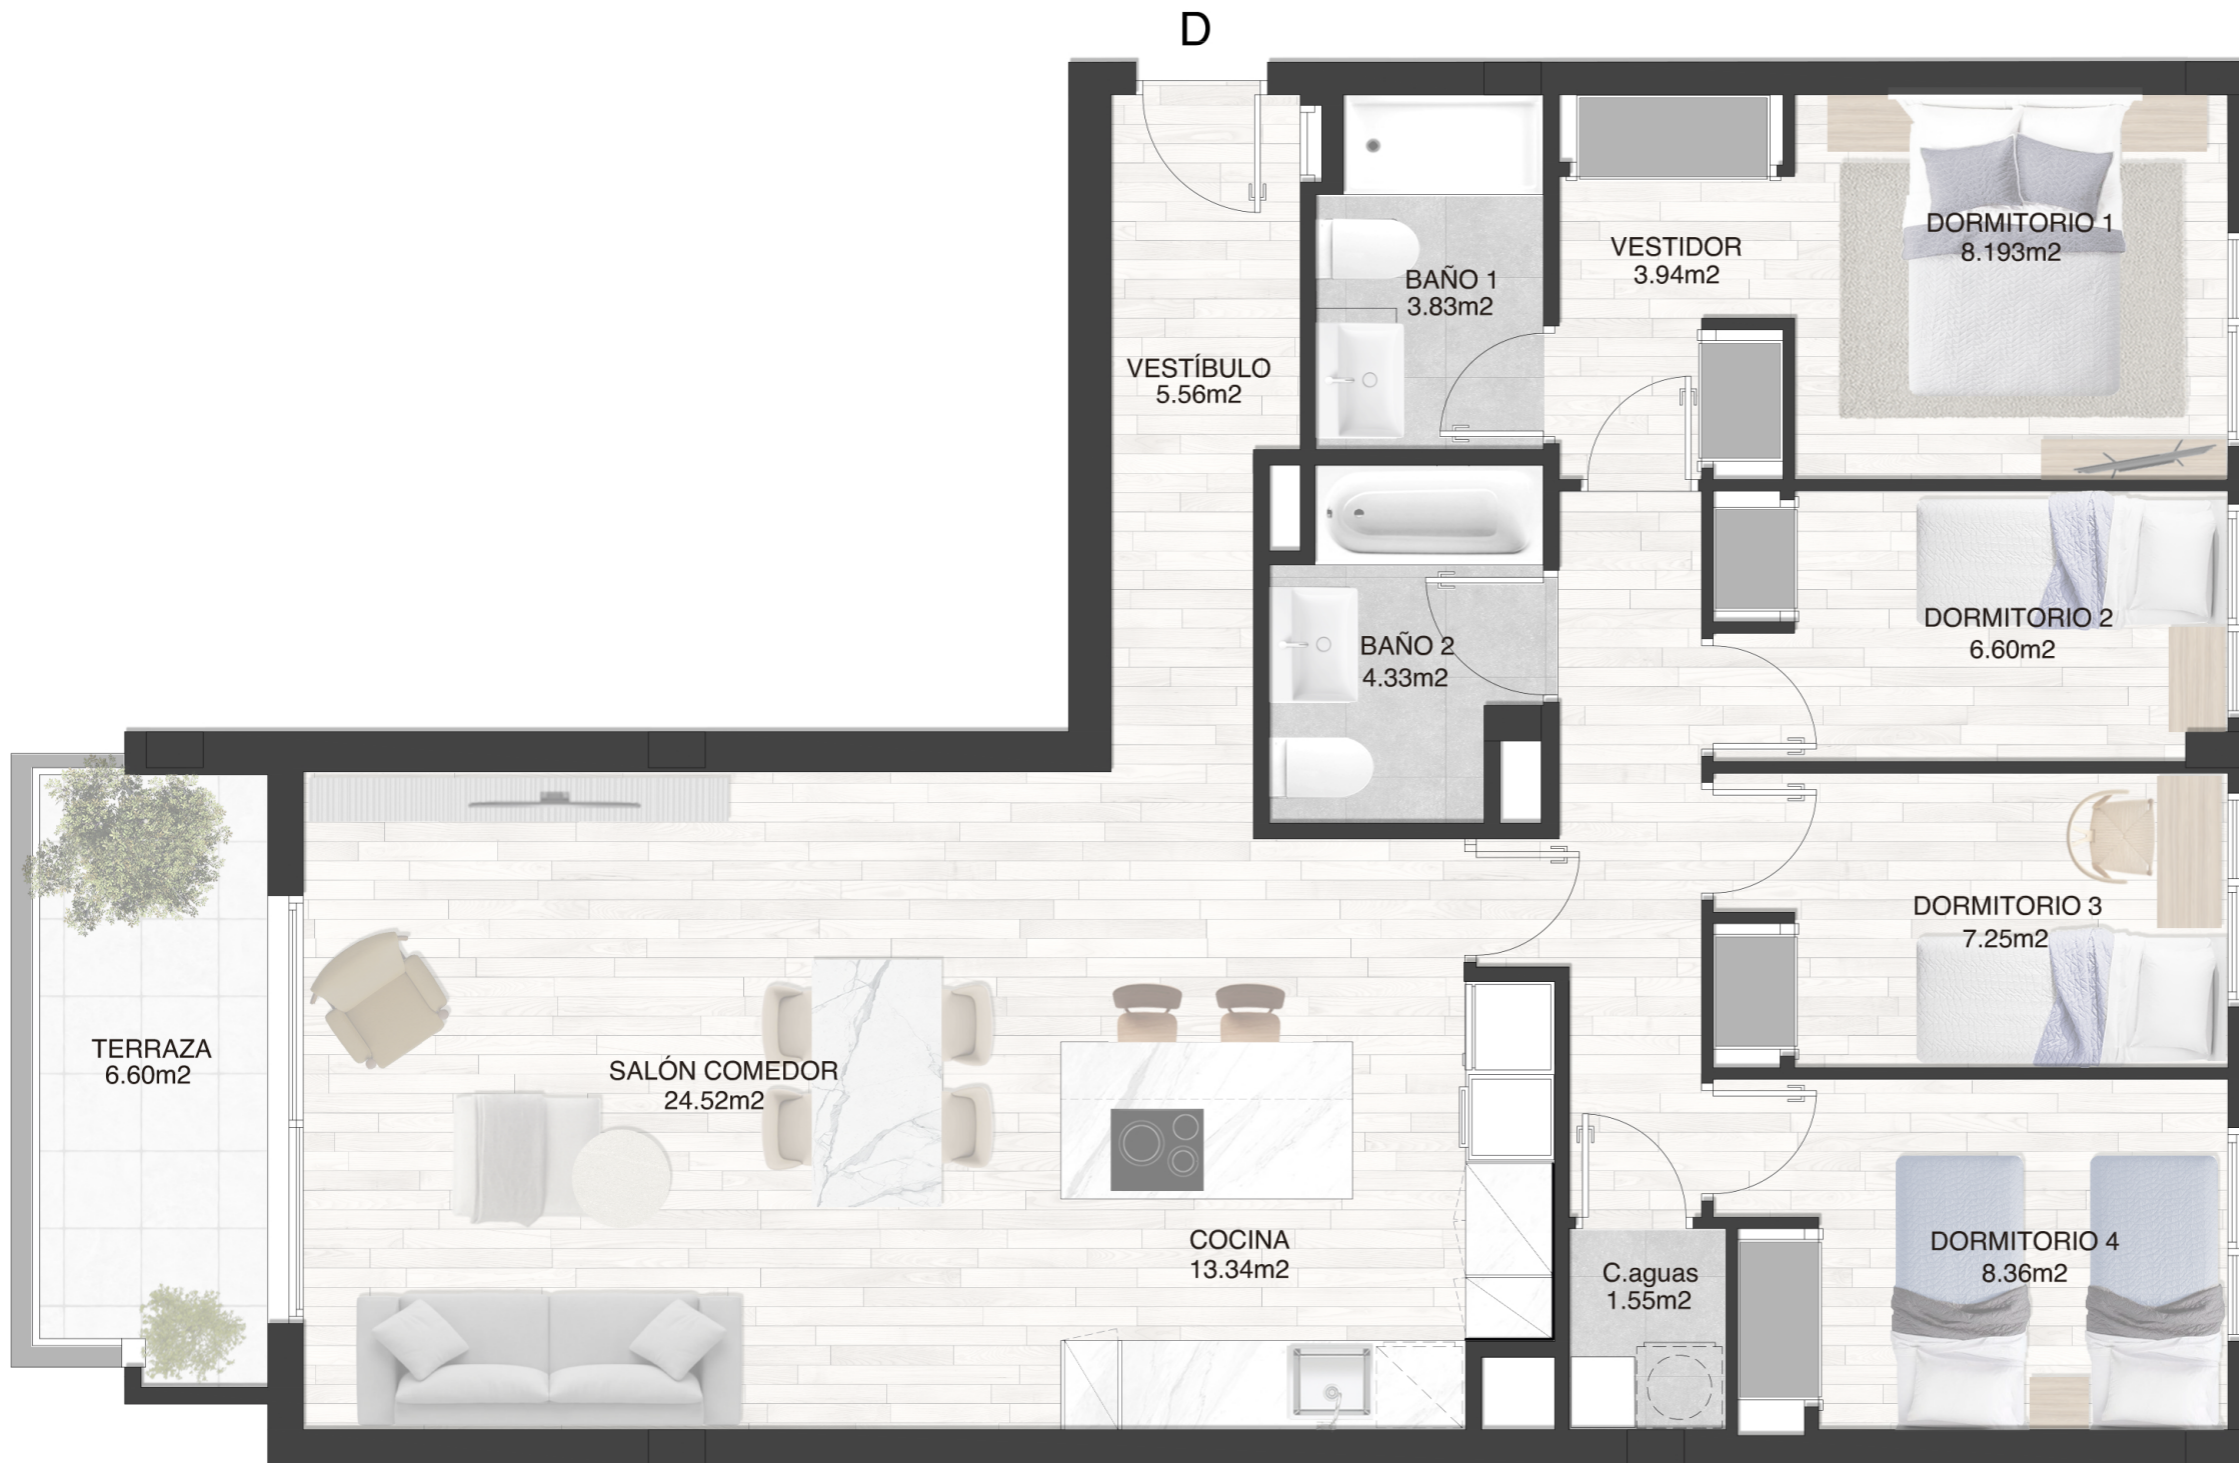 D
DORMITORIO 1
8.193m2
VESTIDOR
3.94m2
BAÑO 1
3.83m2
VESTÍBULO
5.56m2
DORMITORIO 2
6.60m2
BAÑO 2
4.33m2
DORMITORIO 3
7.25m2
TERRAZA
6.60m2
SALÓN COMEDOR
24.52m2
COCINA
13.34m2
DORMITORIO 4
8.36m2
C.aguas
1.55m2